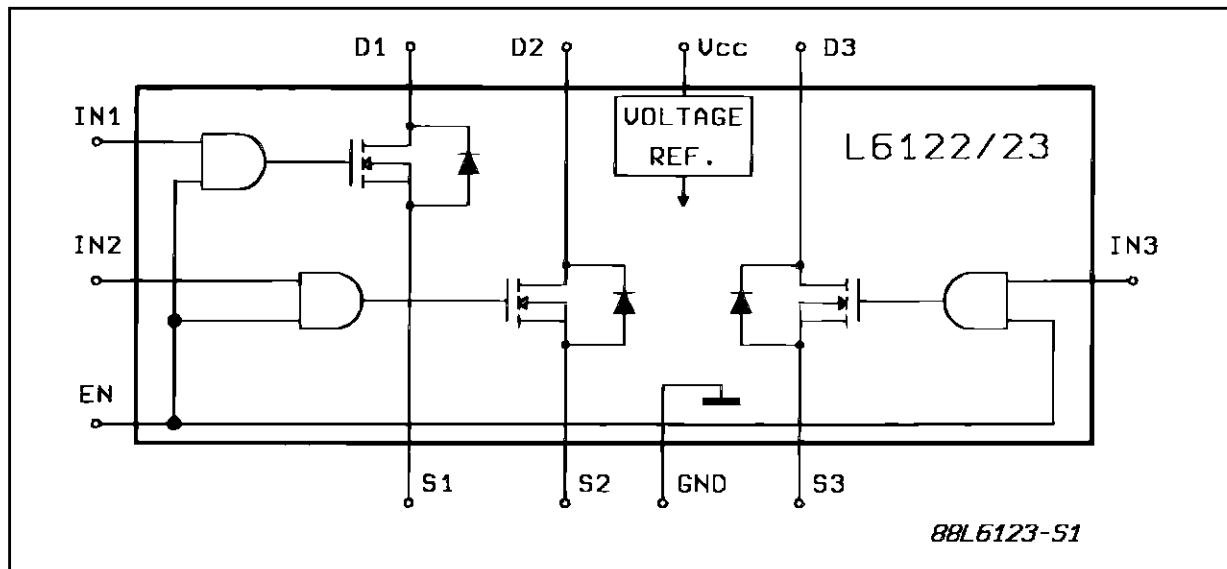 D1
D2
Vcc
D3
IN1
VOLTAGE
REF.
L6122/23
IN2
IN3
EN
S1
S2
GND
S3
88L6123-S1